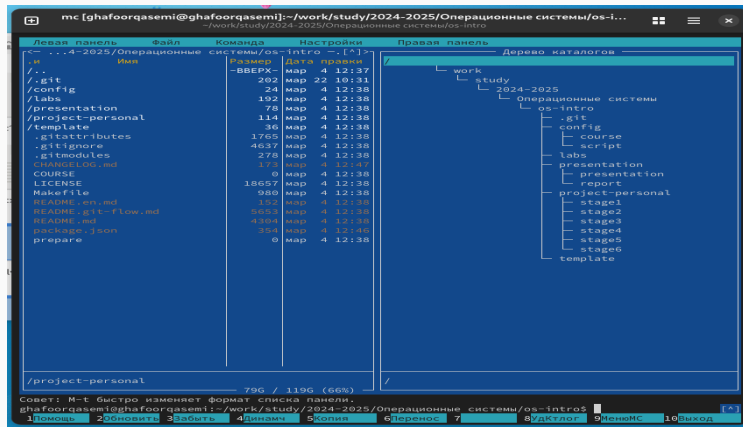 mc [ghafoorqasemi@ghafoorqasemi]:~/work/study/2024-2025/Операционные системы/os-i...
~/work/study/2024-2025/Операционные системы/os-intro
Левая панель Файл Команда Настройки Правая панель
<— ...4-2025/Операционные системы/os-intro —.[^]>
.и Имя Размер Дата правки
/.. -ВВЕРХ- мар 4 12:37
/.git 202 мар 22 10:31
/config 24 мар 4 12:38
/labs 192 мар 4 12:38
/presentation 78 мар 4 12:38
/project-personal 114 мар 4 12:38
/template 36 мар 4 12:38
.gitattributes 1765 мар 4 12:38
.gitignore 4637 мар 4 12:38
.gitmodules 278 мар 4 12:38
CHANGELOG.md 173 мар 4 12:47
COURSE 0 мар 4 12:38
LICENSE 18657 мар 4 12:38
Makefile 980 мар 4 12:38
README.en.md 152 мар 4 12:38
README.git-flow.md 5653 мар 4 12:38
README.md 4304 мар 4 12:38
package.json 354 мар 4 12:46
prepare 0 мар 4 12:38
/project-personal
79G / 119G (66%)
Дерево каталогов
/
work
study
2024-2025
Операционные системы
os-intro
.git
config
course
script
labs
presentation
presentation
report
project-personal
stage1
stage2
stage3
stage4
stage5
stage6
template
/
Совет: M-t быстро изменяет формат списка панели.
ghafoorqasemi@ghafoorqasemi:~/work/study/2024-2025/Операционные системы/os-intro$ [^]
1Помощь 2Обновить 3Забыть 4Динамч 5Копия 6Перенос 7 8УдКтлог 9МенюMC 10Выход